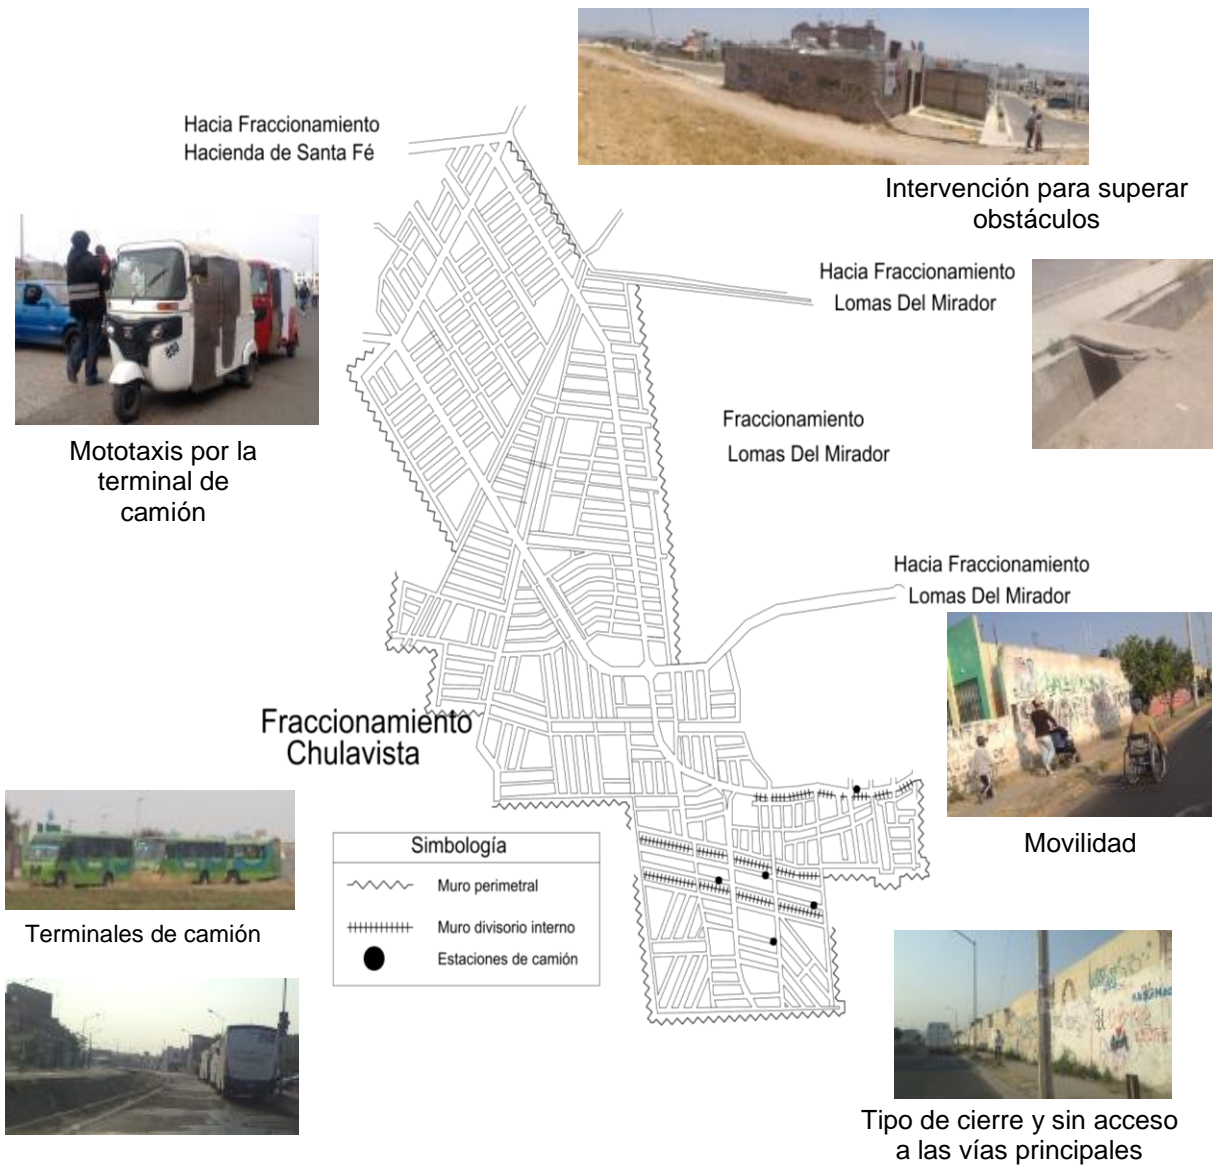 Hacia Fraccionamiento
Hacienda de Santa Fé
Intervención para superar
obstáculos
Hacia Fraccionamiento
Lomas Del Mirador
Mototaxis por la
terminal de
camión
Fraccionamiento
Lomas Del Mirador
Hacia Fraccionamiento
Lomas Del Mirador
Fraccionamiento
Chulavista
Movilidad
Simbología
Muro perimetral
Muro divisorio interno
Estaciones de camión
Terminales de camión
Tipo de cierre y sin acceso
a las vías principales